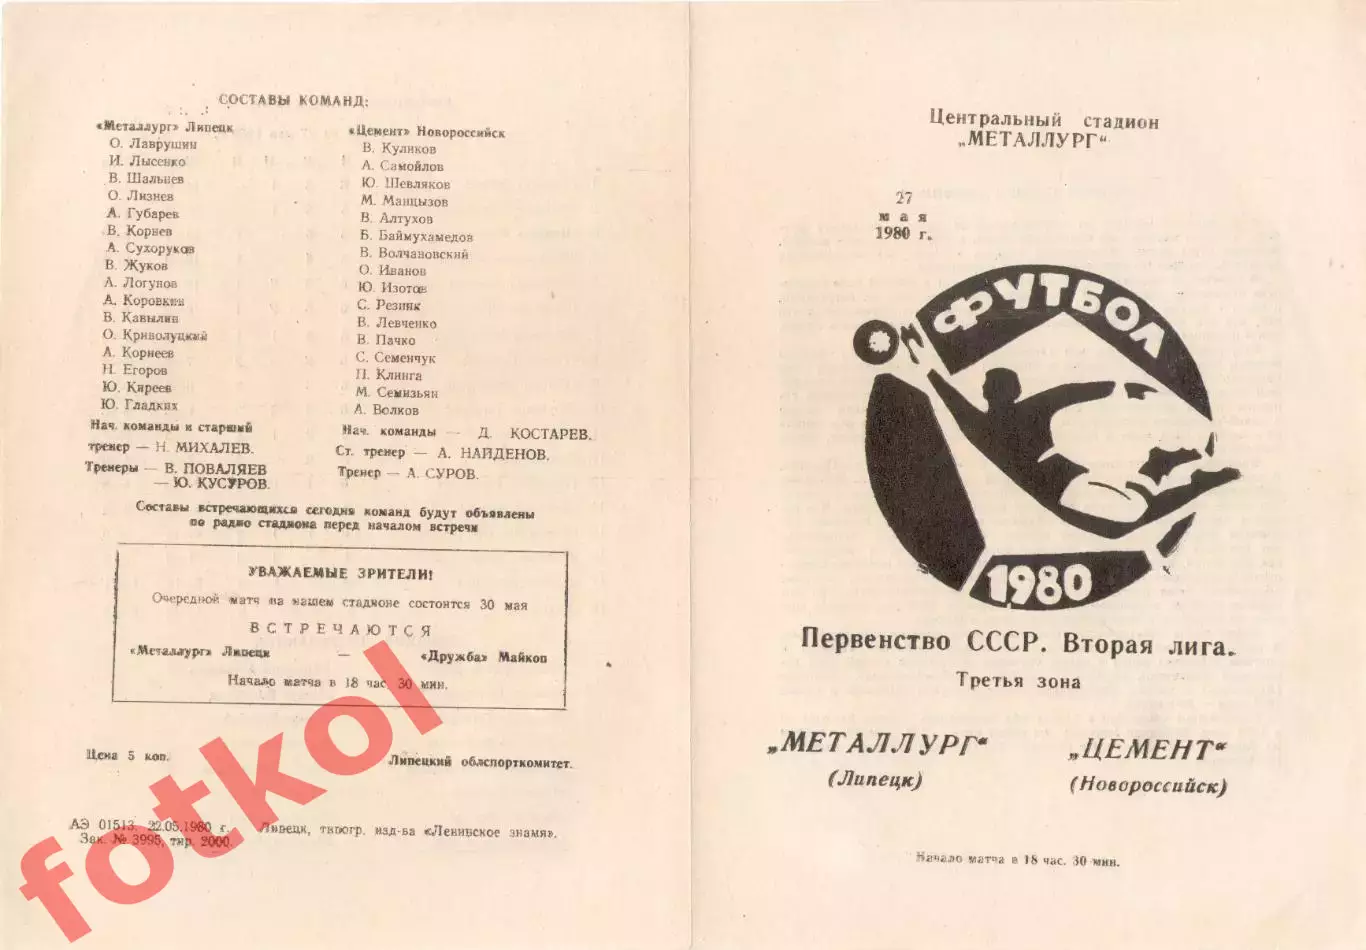 СОСТАВЫ КОМАНД:
«Металлург» Липецк
О. Лаврушин
И. Лысенко
В. Шальнев
О. Лизнев
А. Губарев
В. Корнев
А. Сухоруков
В. Жуков
А. Логунов
А. Коровкин
В. Кавылин
О. Криволуцкий
А. Корнеев
Н. Егоров
Ю. Киреев
Ю. Гладких
Нач. команды и старший
тренер — Н. МИХАЛЕВ.
Тренеры — В. ПОВАЛЯЕВ
— Ю. КУСУРОВ.
«Цемент» Новороссийск
В. Куликов
А. Самойлов
Ю. Шевляков
М. Манцызов
В. Алтухов
Б. Баймухамедов
В. Волчановский
О. Иванов
Ю. Изотов
С. Резник
В. Левченко
В. Пачко
С. Семенчук
П. Клинга
М. Семизьян
А. Волков
Нач. команды — Д. КОСТАРЕВ.
Ст. тренер — А. НАЙДЕНОВ.
Тренер — А. СУРОВ.
Составы встречающихся сегодня команд будут объявлены
по радио стадиона перед началом встречи
УВАЖАЕМЫЕ ЗРИТЕЛИ!
Очередной матч на нашем стадионе состоится 30 мая
ВСТРЕЧАЮТСЯ
«Металлург» Липецк — «Дружба» Майкоп
Начало матча в 18 час. 30 мин.
Цена 5 коп.
Липецкий облспорткомитет.
АЭ 01513. 22.05.1980 г. Липецк, типогр. изд-ва «Ленинское знамя».
Зак. № 3995, тир. 2000.
fotkol
Центральный стадион
„МЕТАЛЛУРГ“
27
мая
1980 г.
ФУТБОЛ
1980
Первенство СССР. Вторая лига.
Третья зона
„МЕТАЛЛУРГ“
(Липецк)
„ЦЕМЕНТ“
(Новороссийск)
Начало матча в 18 час. 30 мин.